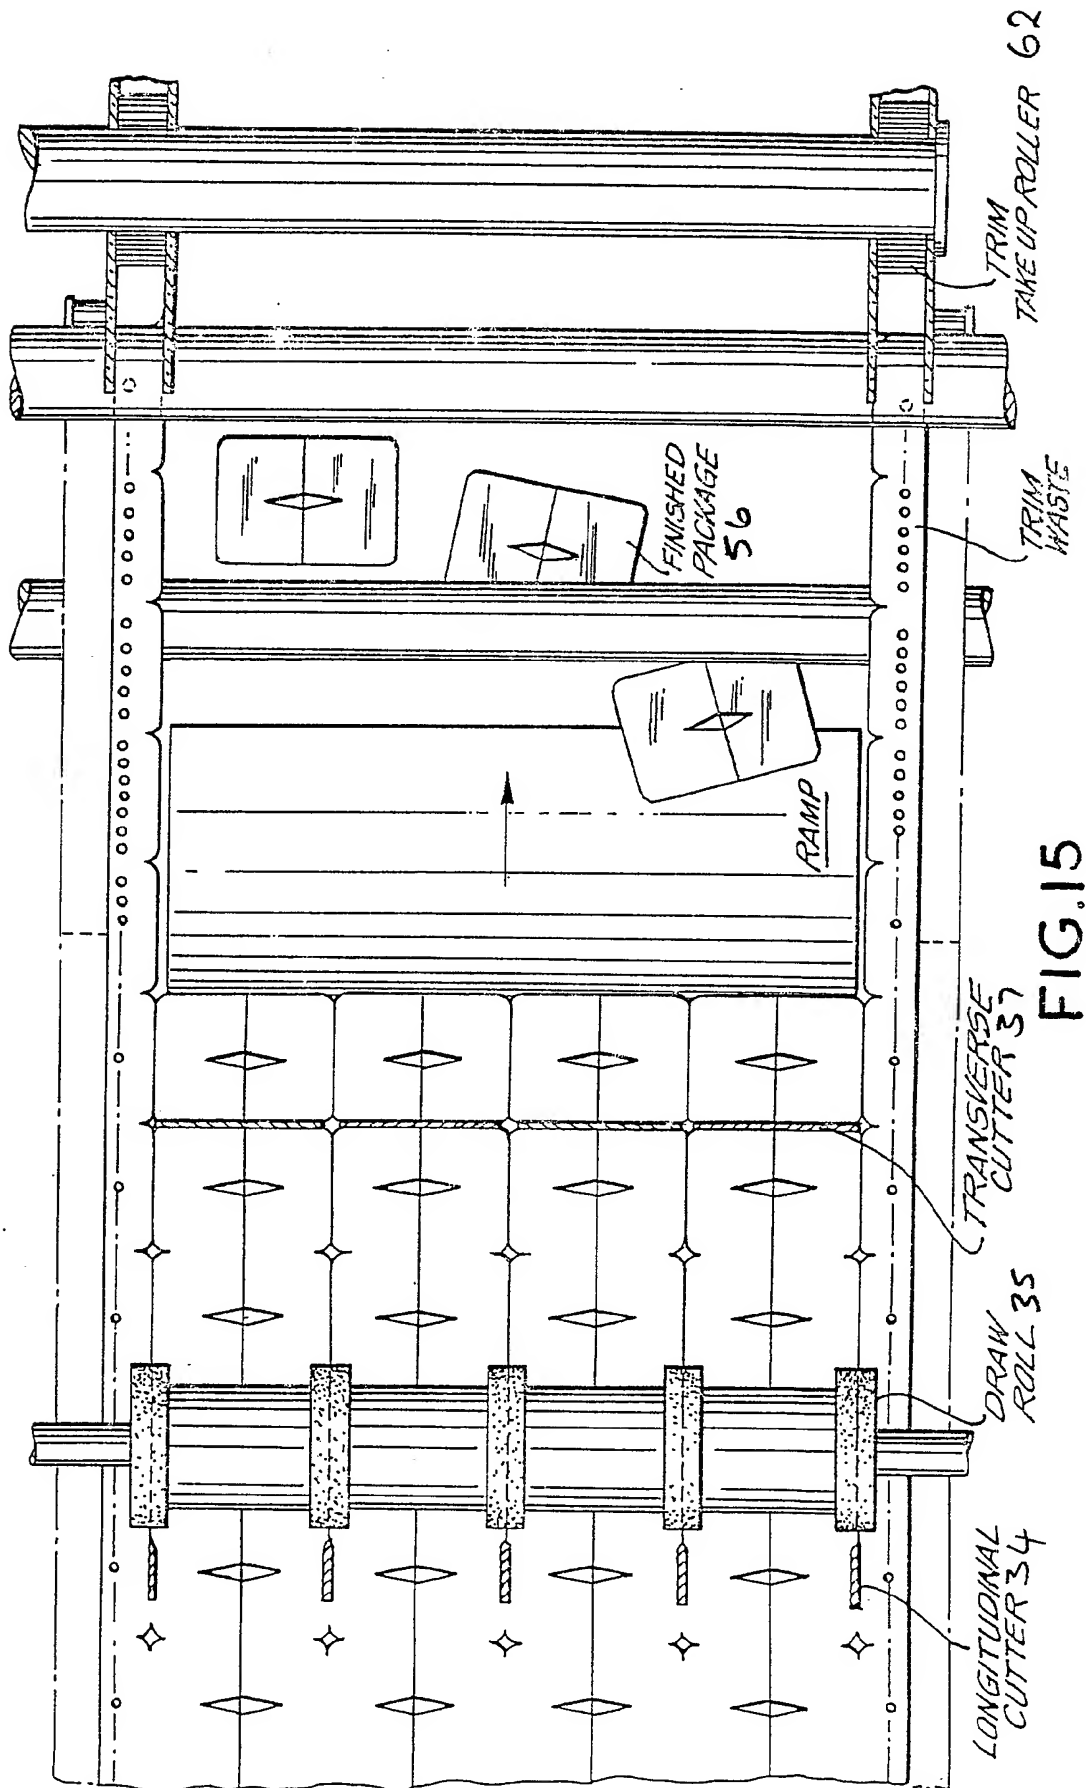 TRIM
TAKE UP ROLLER 62
FINISHED
PACKAGE
56
TRIM
WASTE
RAMP
TRANSVERSE
CUTTER 37
DRAW
ROLL 35
LONGITUDINAL
CUTTER 34
FIG. 15